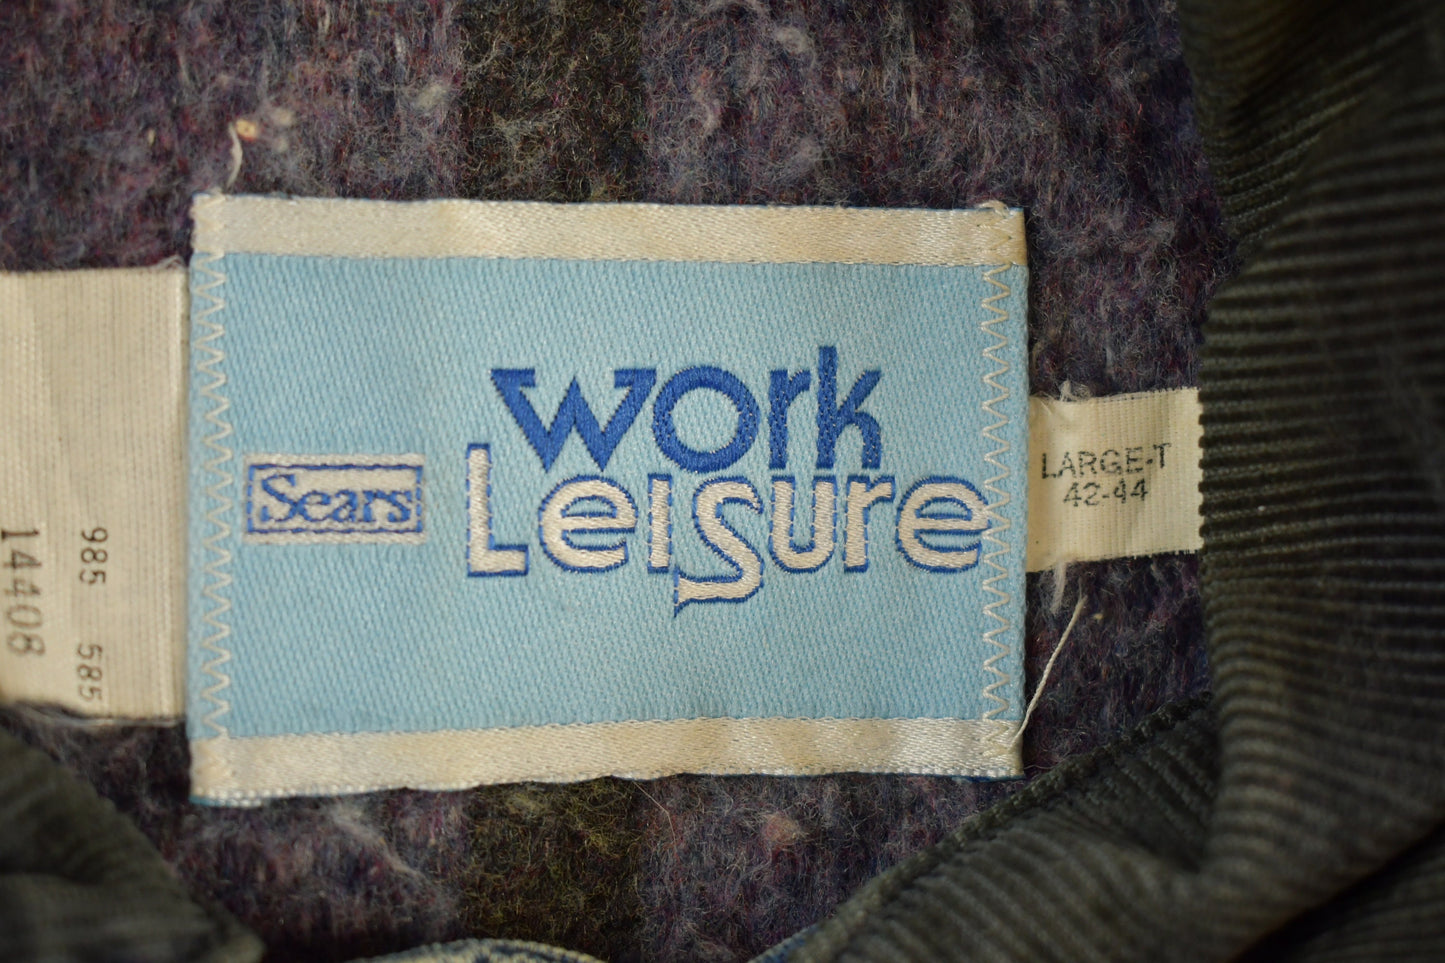 Work
Sears Leisure
LARGE-T
42-44
985 585
14408